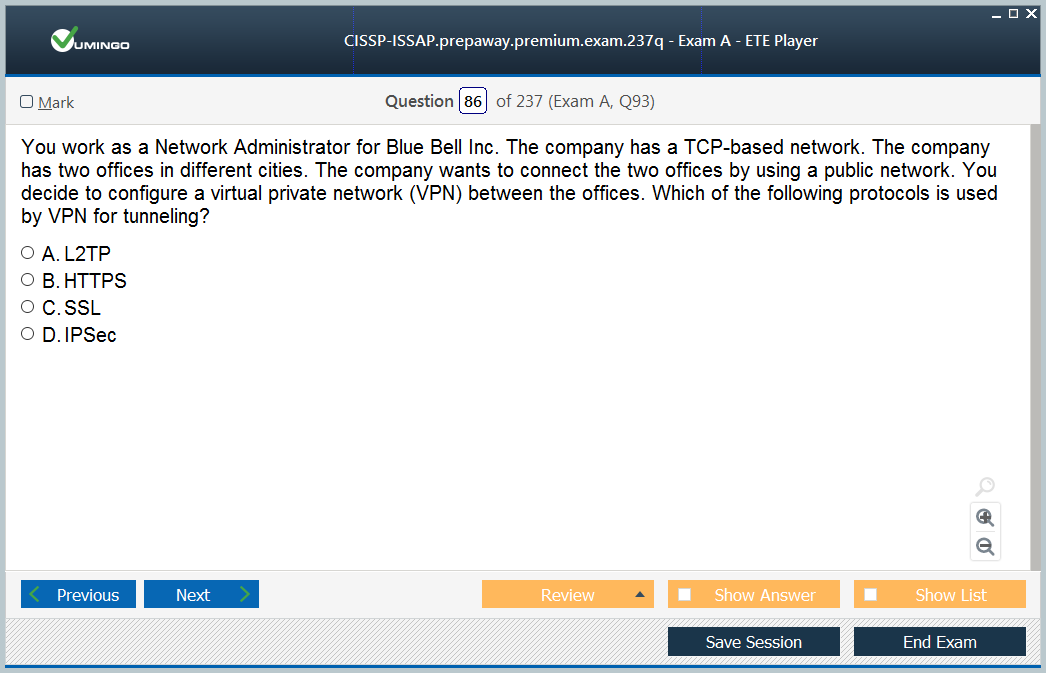 VUMINGO
CISSP-ISSAP.prepaway.premium.exam.237q - Exam A - ETE Player
Mark
Question 86 of 237 (Exam A, Q93)
You work as a Network Administrator for Blue Bell Inc. The company has a TCP-based network. The company
has two offices in different cities. The company wants to connect the two offices by using a public network. You
decide to configure a virtual private network (VPN) between the offices. Which of the following protocols is used
by VPN for tunneling?
A. L2TP
B. HTTPS
C. SSL
D. IPSec
Previous
Next
Review
Show Answer
Show List
Save Session
End Exam